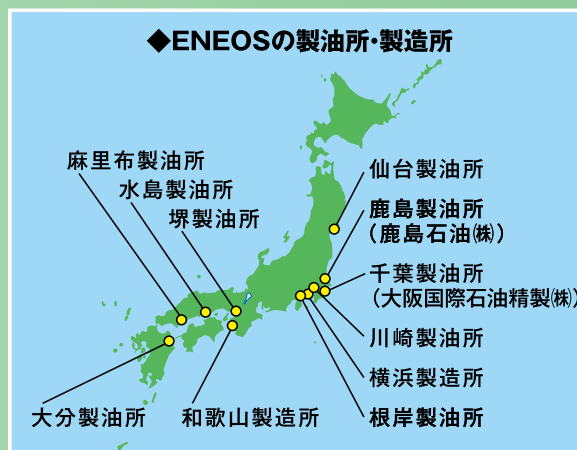 ◆ENEOSの製油所・製造所
麻里布製油所
水島製油所
堺製油所
仙台製油所
鹿島製油所
（鹿島石油㈱）
千葉製油所
（大阪国際石油精製㈱）
川崎製油所
横浜製造所
根岸製油所
大分製油所
和歌山製造所